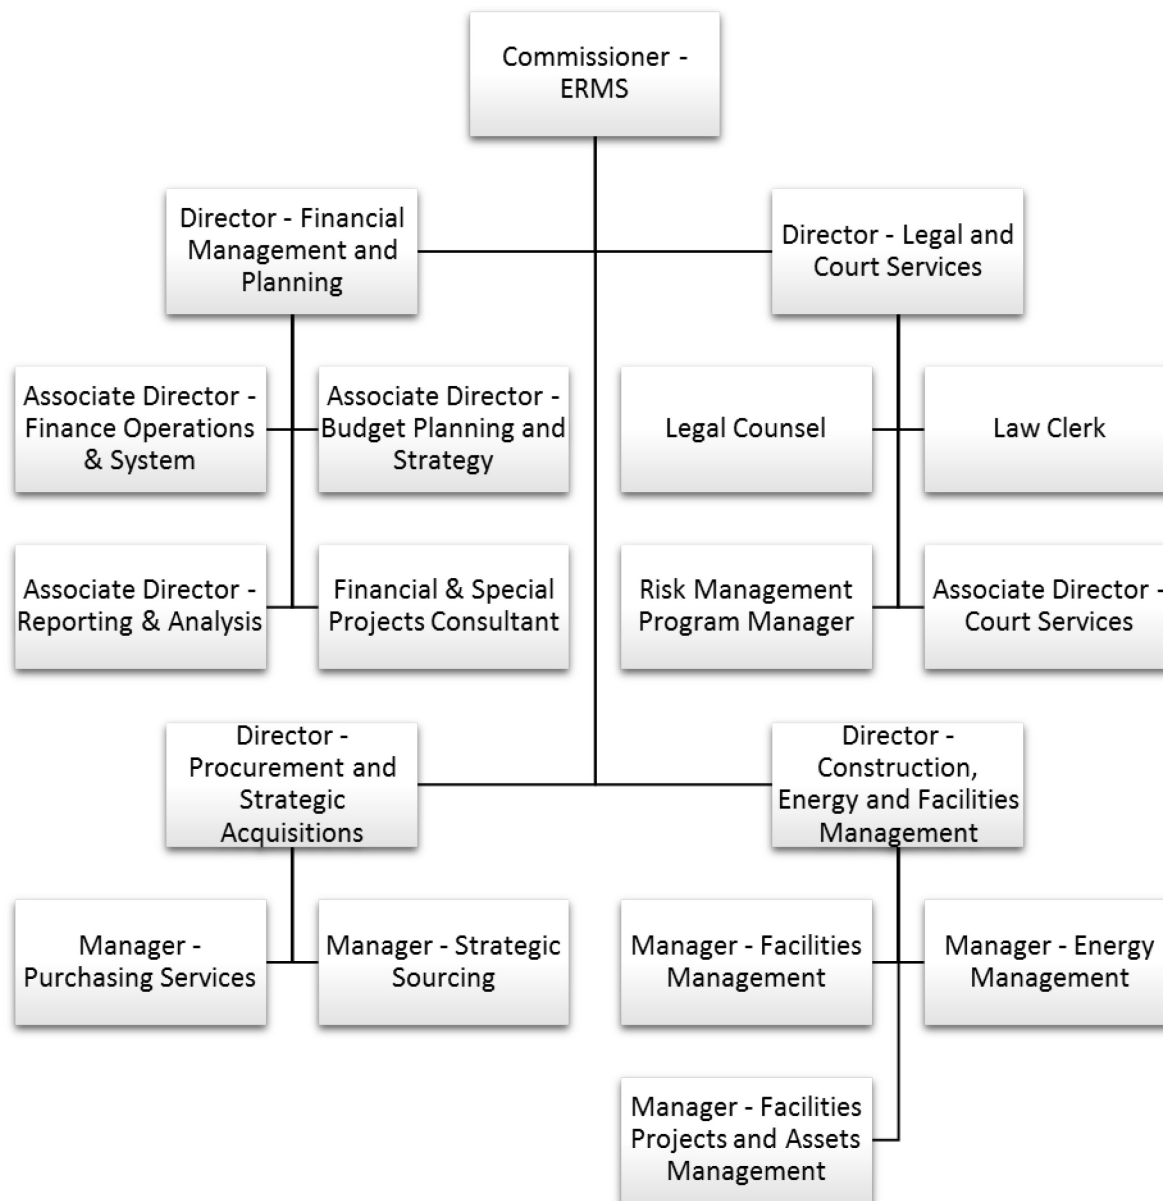 Commissioner -
ERMS
Director - Financial
Management and
Planning
Director - Legal and
Court Services
Associate Director -
Finance Operations
& System
Associate Director -
Budget Planning and
Strategy
Legal Counsel
Law Clerk
Associate Director -
Reporting & Analysis
Financial & Special
Projects Consultant
Risk Management
Program Manager
Associate Director -
Court Services
Director -
Procurement and
Strategic
Acquisitions
Director -
Construction,
Energy and Facilities
Management
Manager -
Purchasing Services
Manager - Strategic
Sourcing
Manager - Facilities
Management
Manager - Energy
Management
Manager - Facilities
Projects and Assets
Management